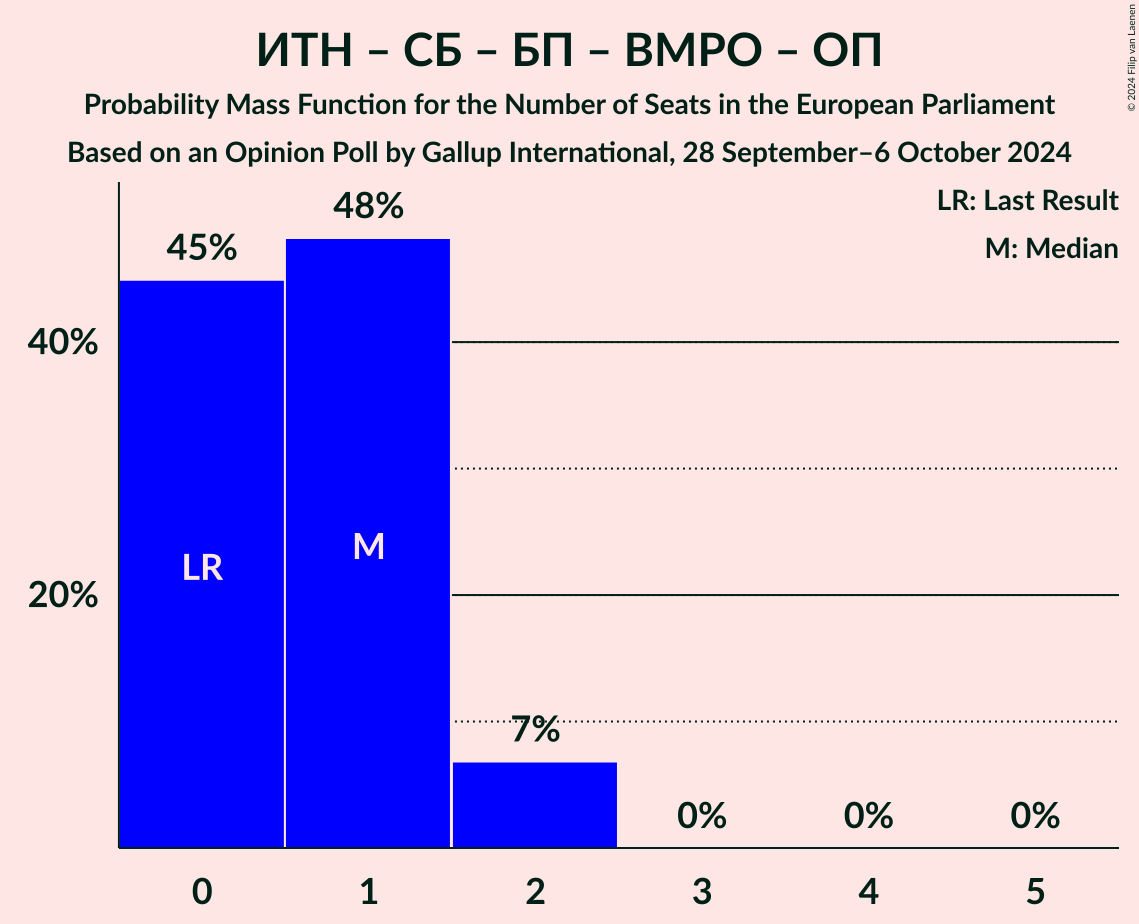 ИТН – СБ – БП – ВМРО – ОП
Probability Mass Function for the Number of Seats in the European Parliament
Based on an Opinion Poll by Gallup International, 28 September–6 October 2024
© 2024 Filip van Laenen
LR: Last Result
M: Median
48%
45%
40%
M
LR
20%
7%
0% 0% 0%
0 1 2 3 4 5